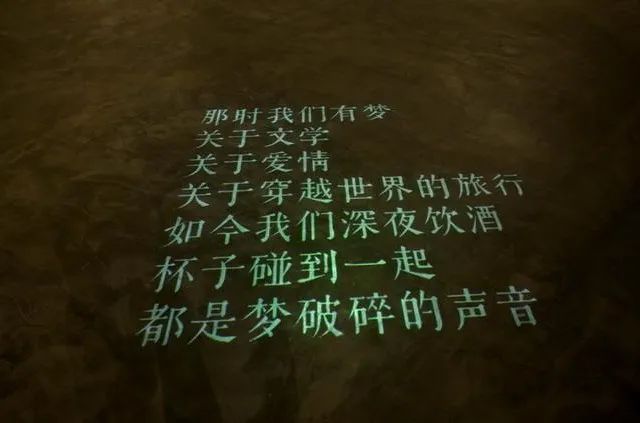 那时我们有梦
关于文学
关于爱情
关于穿越世界的旅行
如今我们深夜饮酒
杯子碰到一起
都是梦破碎的声音